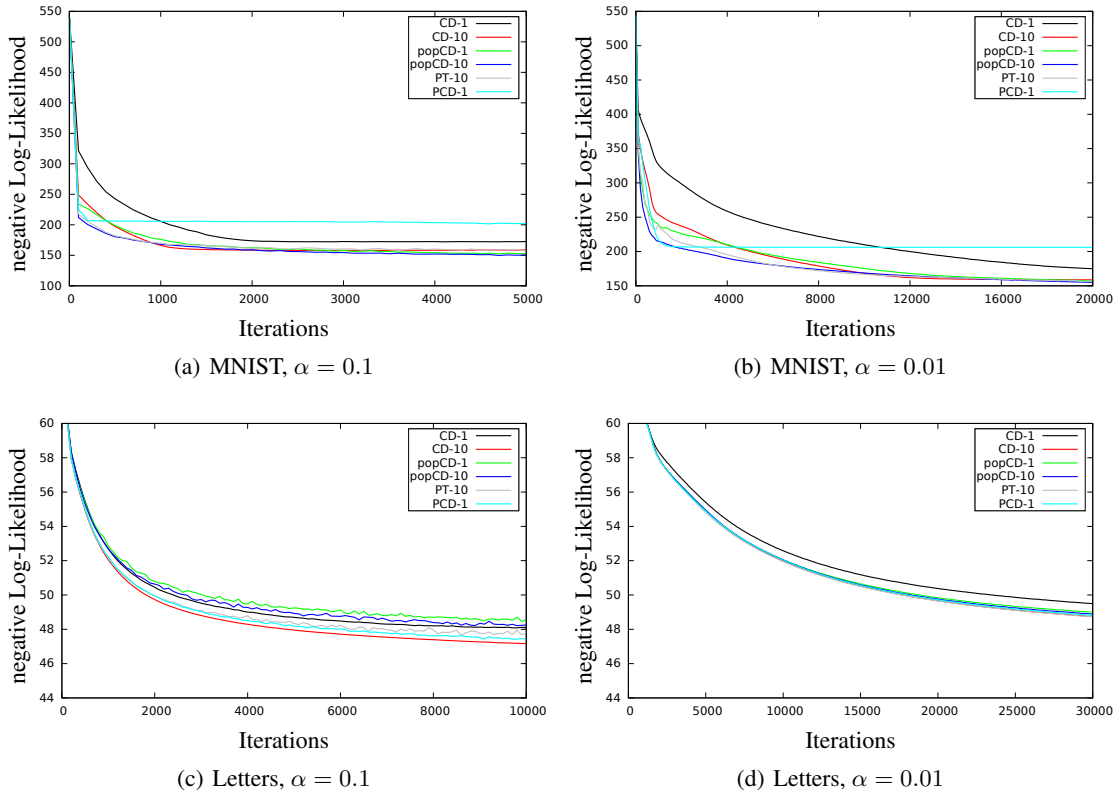 negative Log-Likelihood
550
500
450
400
350
300
250
200
150
100
0
1000
2000
3000
4000
5000
CD-1
CD-10
popCD-1
popCD-10
PT-10
PCD-1
Iterations
(a) MNIST, α = 0.1
negative Log-Likelihood
550
500
450
400
350
300
250
200
150
0
4000
8000
12000
16000
20000
CD-1
CD-10
popCD-1
popCD-10
PT-10
PCD-1
Iterations
(b) MNIST, α = 0.01
negative Log-Likelihood
60
58
56
54
52
50
48
46
44
0
2000
4000
6000
8000
10000
CD-1
CD-10
popCD-1
popCD-10
PT-10
PCD-1
Iterations
(c) Letters, α = 0.1
negative Log-Likelihood
60
58
56
54
52
50
48
46
44
0
5000
10000
15000
20000
25000
30000
CD-1
CD-10
popCD-1
popCD-10
PT-10
PCD-1
Iterations
(d) Letters, α = 0.01